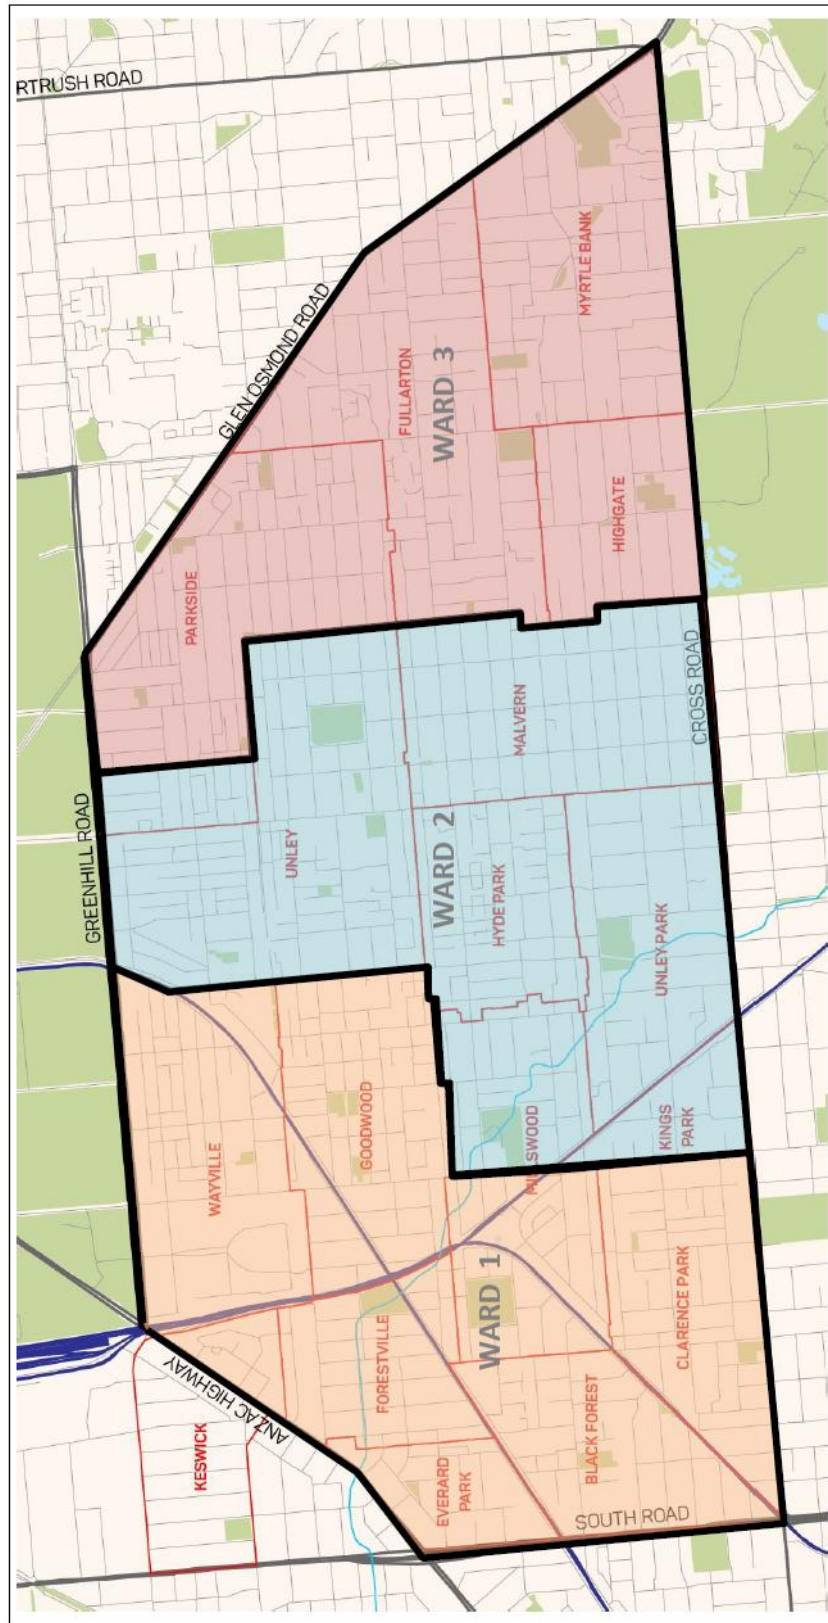 RTRUSH ROAD
GLEN OSMOND ROAD
MYRTLE BANK
FULLARTON
WARD 3
HIGHGATE
PARKSIDE
CROSS ROAD
MALVERN
GREENHILL ROAD
UNLEY
WARD 2
HYDE PARK
UNLEY PARK
KINGS
PARK
GOODWOOD
WAYVILLE
WARD 1
CLARENCE PARK
FORESTVILLE
ANZAC HIGHWAY
KESWICK
BLACK FOREST
EVERARD
PARK
SOUTH ROAD